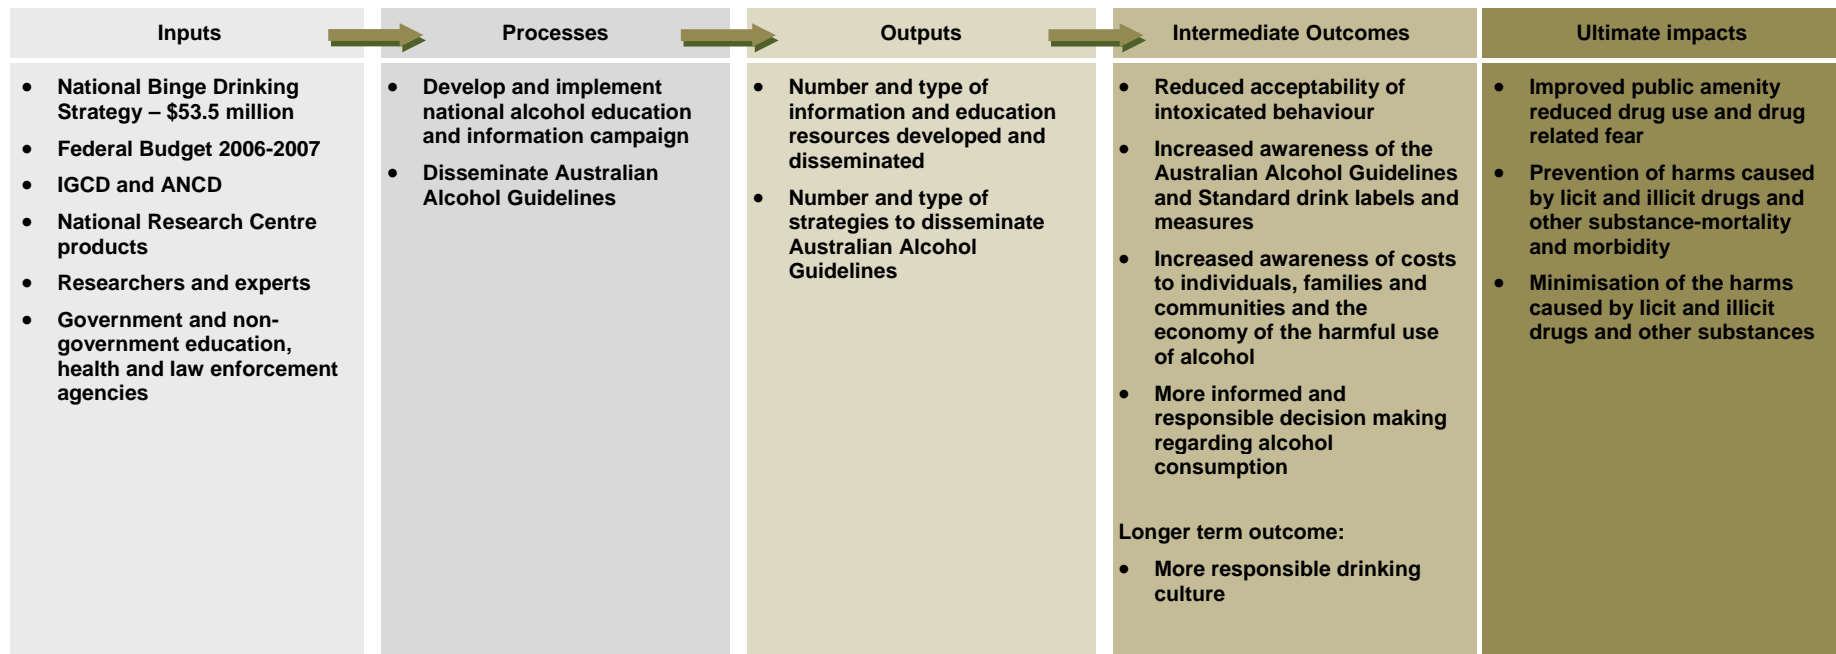 Inputs
Processes
Outputs
Intermediate Outcomes
Ultimate impacts
• National Binge Drinking
Strategy – $53.5 million
• Federal Budget 2006-2007
• IGCD and ANCD
• National Research Centre
products
• Researchers and experts
• Government and non-
government education,
health and law enforcement
agencies
• Develop and implement
national alcohol education
and information campaign
• Disseminate Australian
Alcohol Guidelines
• Number and type of
information and education
resources developed and
disseminated
• Number and type of
strategies to disseminate
Australian Alcohol
Guidelines
• Reduced acceptability of
intoxicated behaviour
• Increased awareness of the
Australian Alcohol Guidelines
and Standard drink labels and
measures
• Increased awareness of costs
to individuals, families and
communities and the
economy of the harmful use
of alcohol
• More informed and
responsible decision making
regarding alcohol
consumption
Longer term outcome:
• More responsible drinking
culture
• Improved public amenity
reduced drug use and drug
related fear
• Prevention of harms caused
by licit and illicit drugs and
other substance-mortality
and morbidity
• Minimisation of the harms
caused by licit and illicit
drugs and other substances